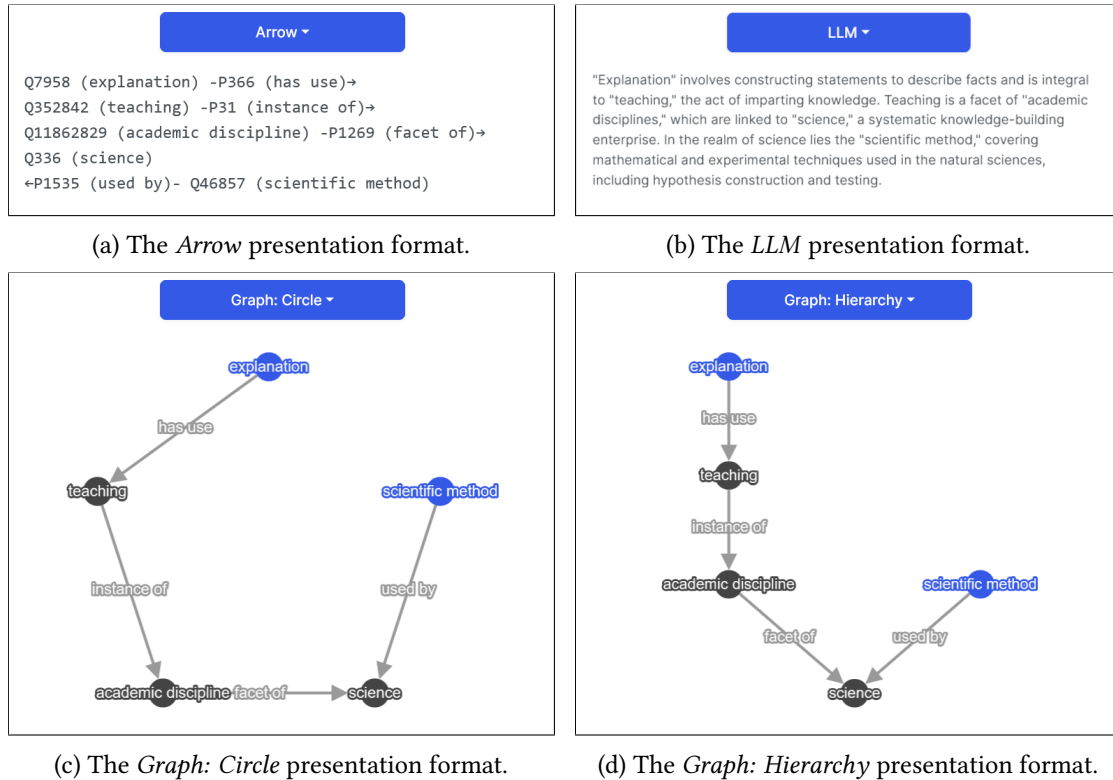 Arrow
Q7958 (explanation) -P366 (has use)→
Q352842 (teaching) -P31 (instance of)→
Q11862829 (academic discipline) -P1269 (facet of)→
Q336 (science)
←P1535 (used by)- Q46857 (scientific method)
(a) The Arrow presentation format.
LLM
"Explanation" involves constructing statements to describe facts and is integral
to "teaching," the act of imparting knowledge. Teaching is a facet of "academic
disciplines," which are linked to "science," a systematic knowledge-building
enterprise. In the realm of science lies the "scientific method," covering
mathematical and experimental techniques used in the natural sciences,
including hypothesis construction and testing.
(b) The LLM presentation format.
Graph: Circle
explanation
has use
teaching
scientific method
instance of
used by
academic discipline
facet of
science
(c) The Graph: Circle presentation format.
Graph: Hierarchy
explanation
has use
teaching
instance of
academic discipline
scientific method
facet of
used by
science
(d) The Graph: Hierarchy presentation format.